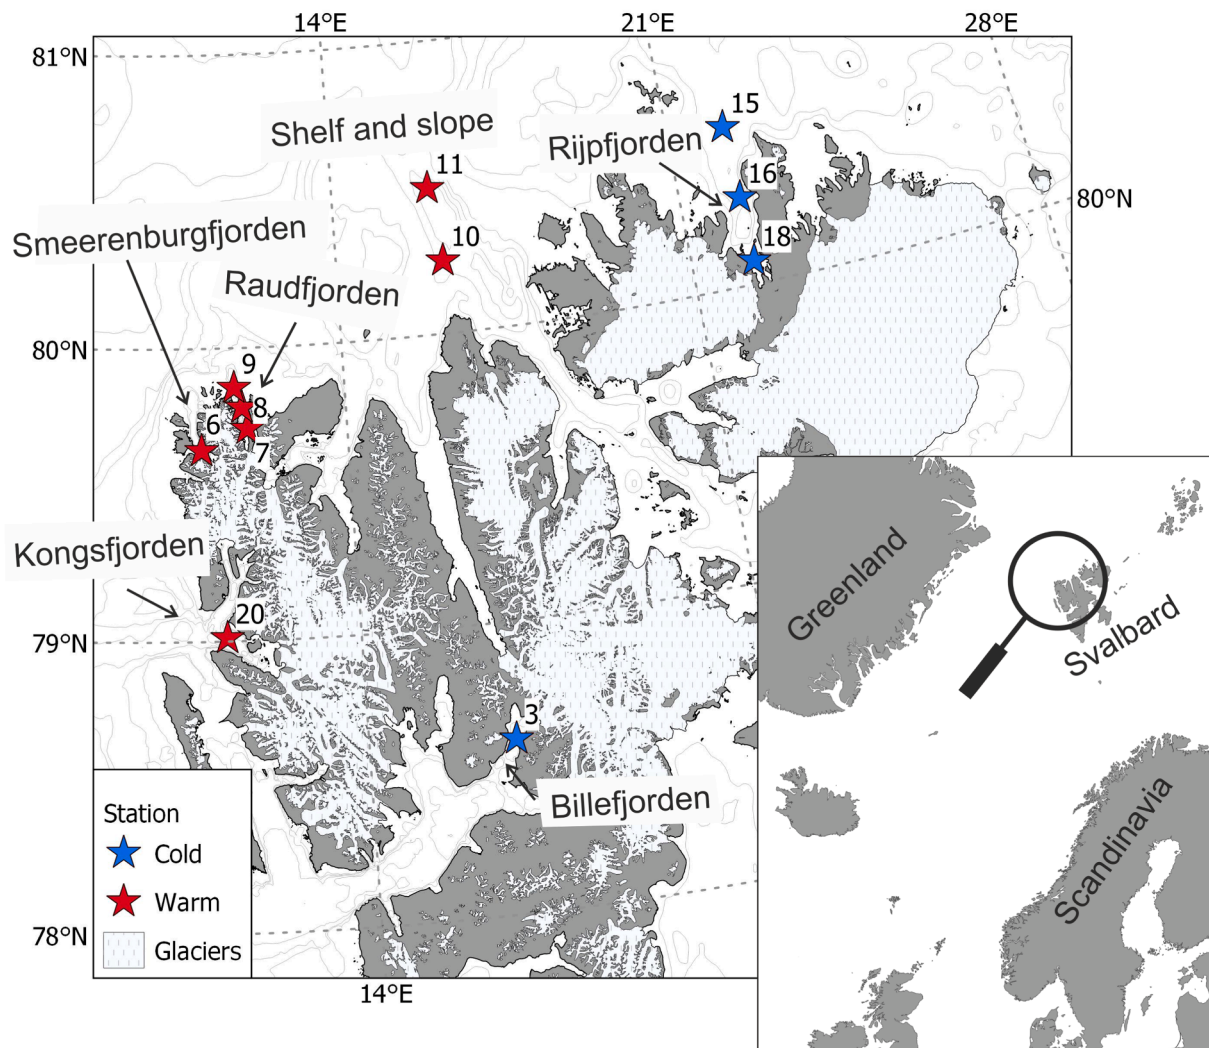 14°E
21°E
28°E
81°N
15
Shelf and slope
Rijpfjorden
11
16
80°N
Smeerenburgfjorden
10
18
Raudfjorden
80°N
9
8
6
7
Greenland
Kongsfjorden
20
Svalbard
79°N
3
Billefjorden
Station
Cold
Warm
Glaciers
Scandinavia
78°N
14°E